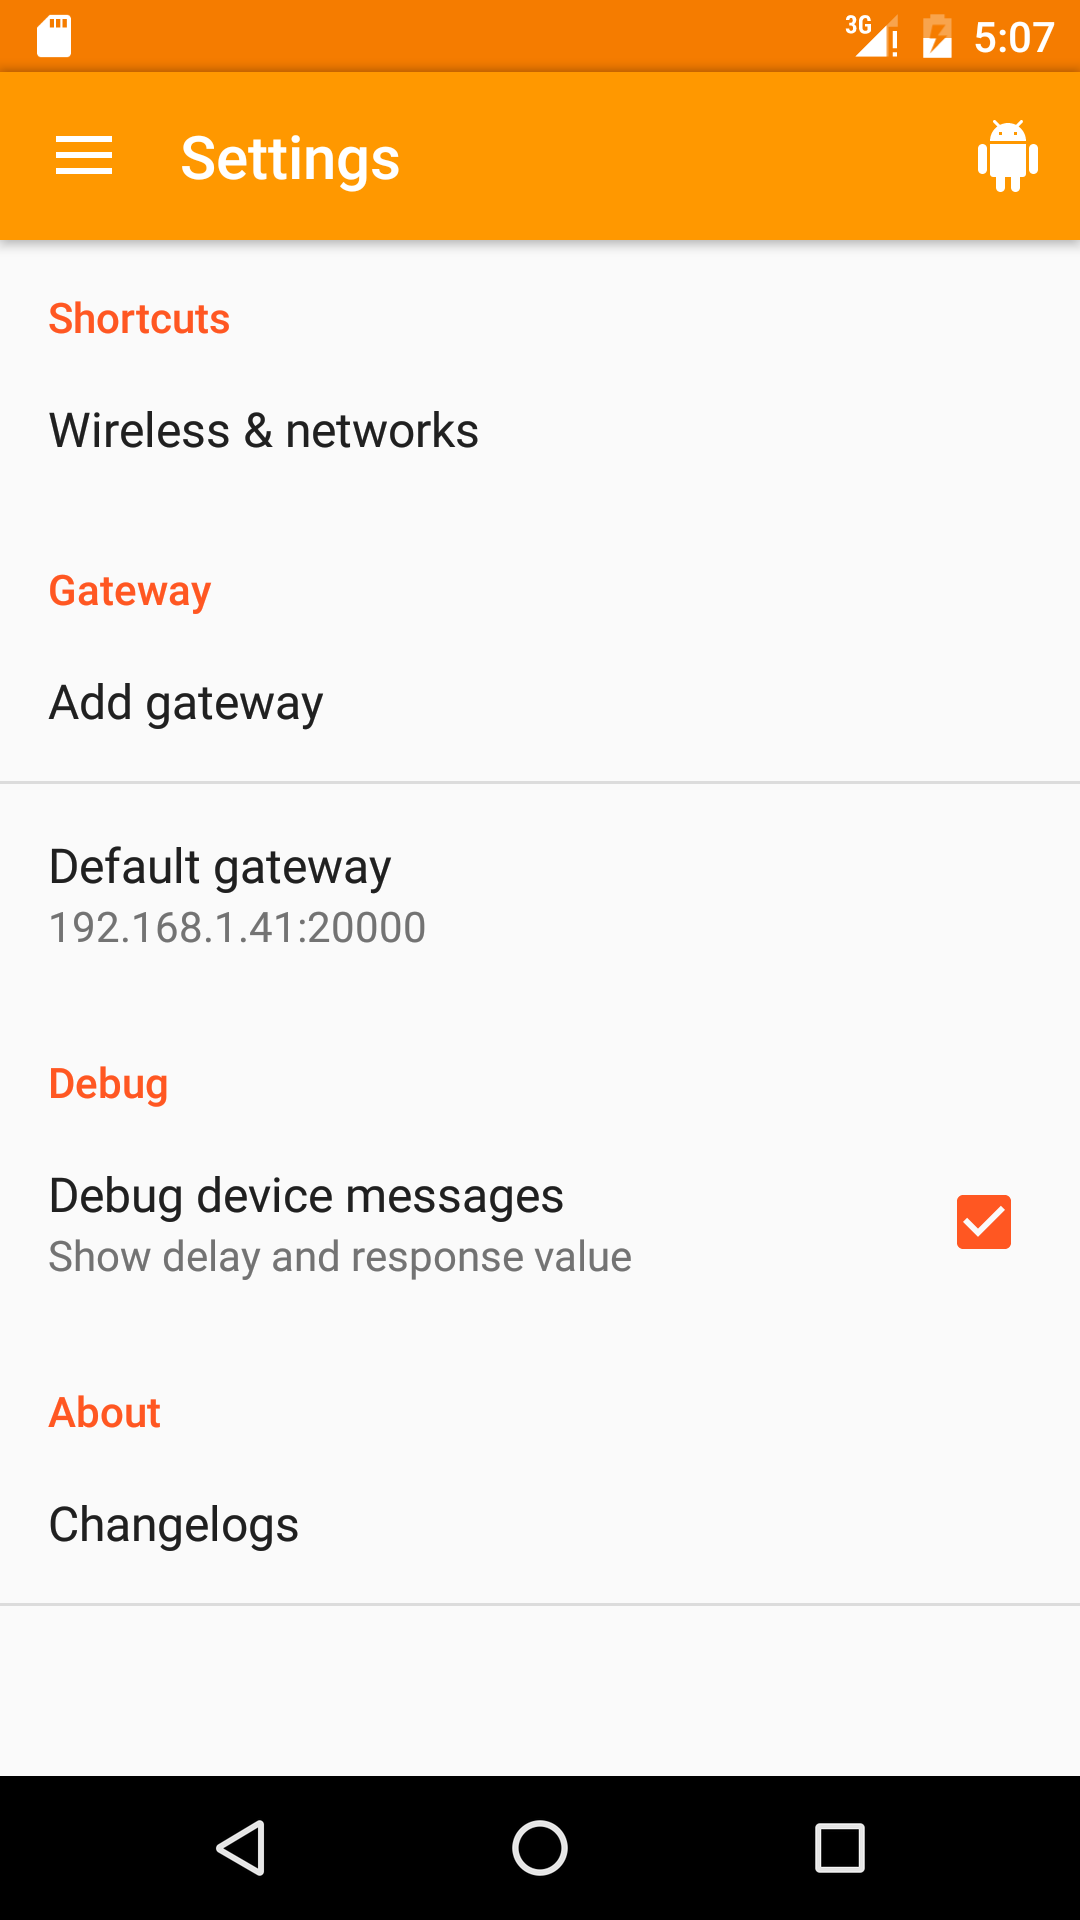 3G 5:07
Settings
Shortcuts
Wireless & networks
Gateway
Add gateway
Default gateway
192.168.1.41:20000
Debug
Debug device messages
Show delay and response value
About
Changelogs